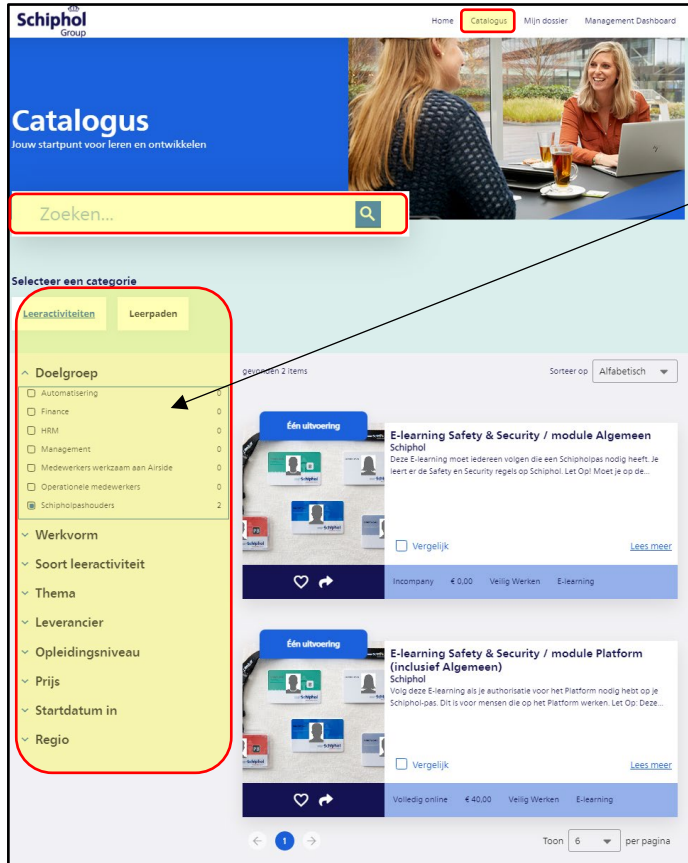 Schiphol
Group
Home Catalogus Mijn dossier Management Dashboard
Catalogus
Jouw startpunt voor leren en ontwikkelen
Zoeken...
Selecteer een categorie
Leeractiviteiten Leerpaden
Doelgroep
Automatisering 0
Finance 0
HRM 0
Management 0
Medewerkers werkzaam aan Airside 0
Operationele medewerkers 0
Schipholpashouders 2
Werkvorm
Soort leeractiviteit
Thema
Leverancier
Opleidingsniveau
Prijs
Startdatum in
Regio
gevonden 2 items
Sorteer op Alfabetisch
Één uitvoering
E-learning Safety & Security / module Algemeen
Schiphol
Deze E-learning moet iedereen volgen die een Schipholpas nodig heeft. Je
leert er de Safety en Security regels op Schiphol. Let Op! Moet je op de...
Vergelijk Lees meer
Incompany € 0,00 Veilig Werken E-learning
Één uitvoering
E-learning Safety & Security / module Platform
(inclusief Algemeen)
Schiphol
Volg deze E-learning als je authorisatie voor het Platform nodig hebt op je
Schiphol-pas. Dit is voor mensen die op het Platform werken. Let Op: Deze...
Vergelijk Lees meer
Volledig online € 40,00 Veilig Werken E-learning
1
Toon 6 per pagina